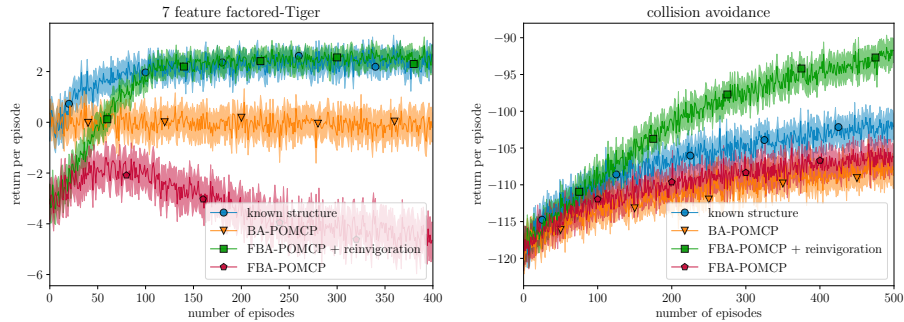 7 feature factored-Tiger
return per episode
2
0
−2
−4
−6
known structure
BA-POMCP
FBA-POMCP + reinvigoration
FBA-POMCP
0 50 100 150 200 250 300 350 400
number of episodes
collision avoidance
return per episode
−90
−95
−100
−105
−110
−115
−120
known structure
BA-POMCP
FBA-POMCP + reinvigoration
FBA-POMCP
0 100 200 300 400 500
number of episodes